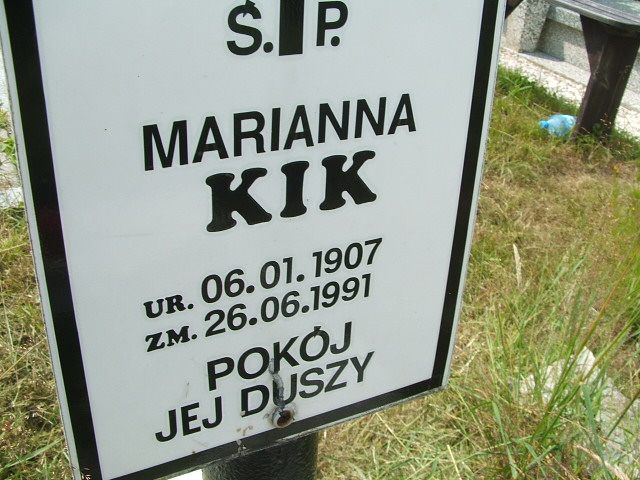 Ś. P.
MARIANNA
KIK
UR. 06.01.1907
ZM. 26.06.1991
POKÓJ
JEJ DUSZY